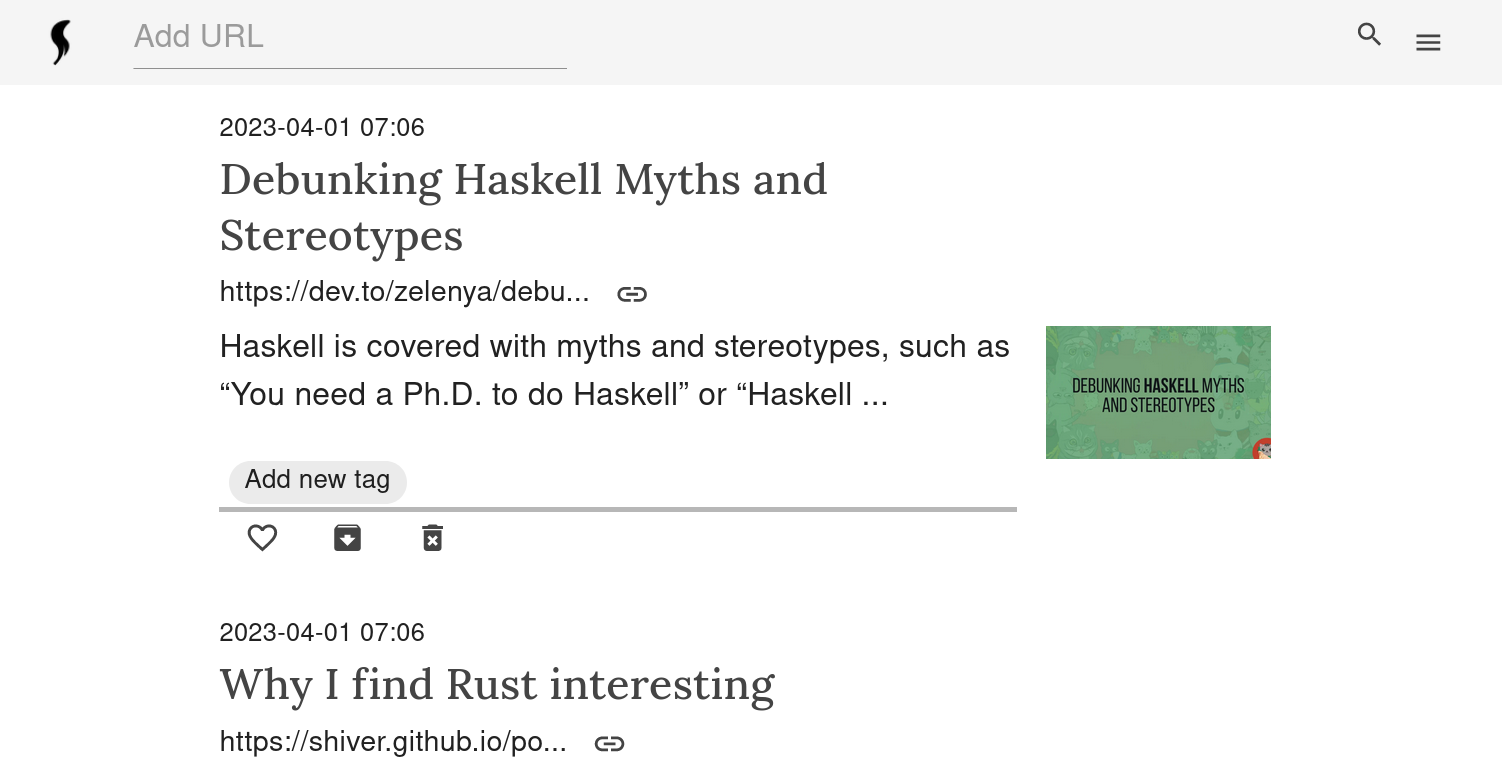 Add URL
2023-04-01 07:06
Debunking Haskell Myths and
Stereotypes
https://dev.to/zelenya/debu...
Haskell is covered with myths and stereotypes, such as
“You need a Ph.D. to do Haskell” or “Haskell ...
DEBUNKING HASKELL MYTHS
AND STEREOTYPES
Add new tag
2023-04-01 07:06
Why I find Rust interesting
https://shiver.github.io/po...